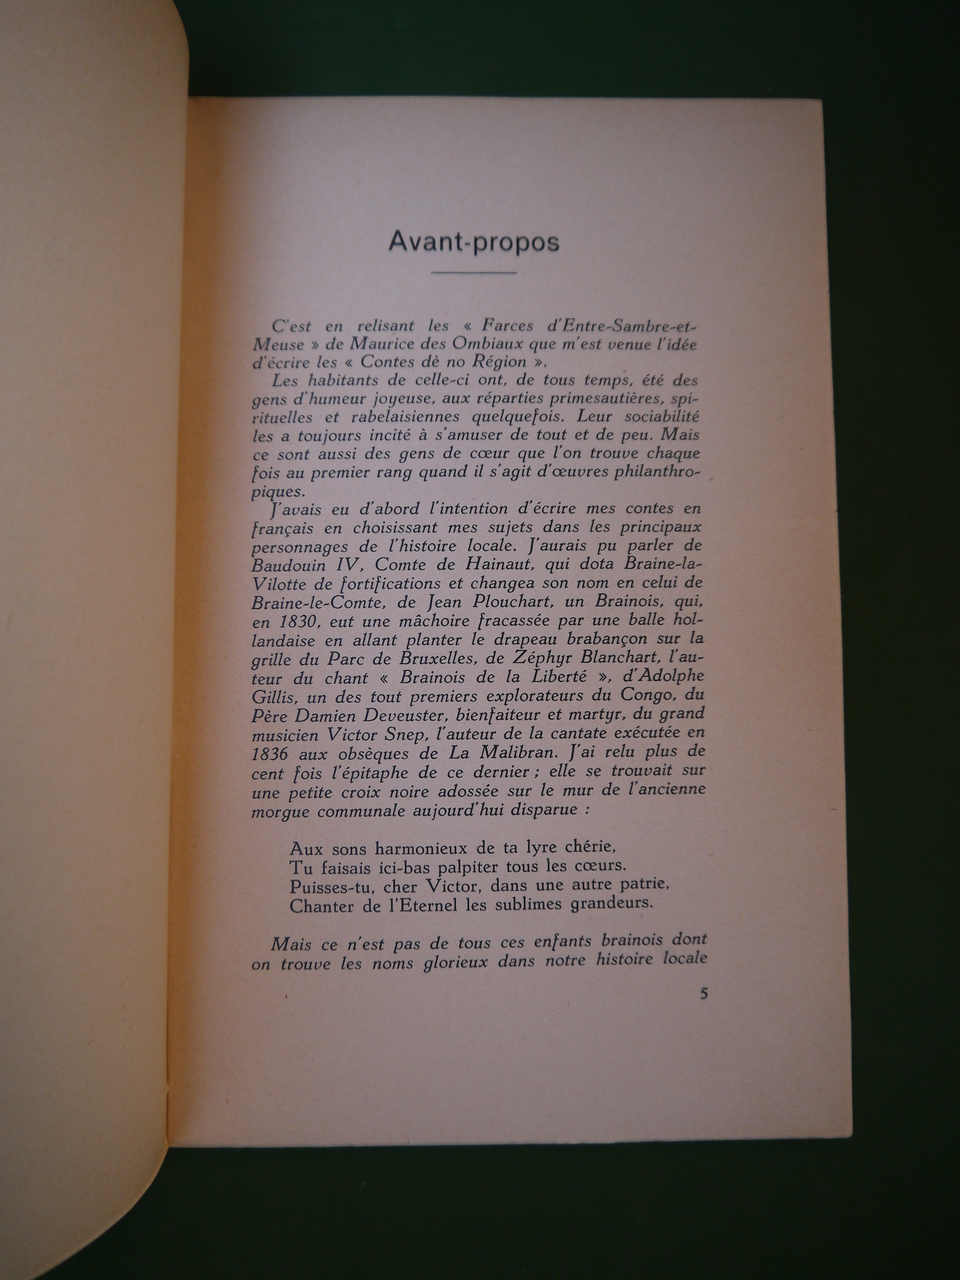 Avant-propos
C'est en relisant les « Farces d'Entre-Sambre-et-
Meuse » de Maurice des Ombiaux que m'est venue l'idée
d'écrire les « Contes dè no Région ».
Les habitants de celle-ci ont, de tous temps, été des
gens d'humeur joyeuse, aux réparties primesautières, spi-
rituelles et rabelaisiennes quelquefois. Leur sociabilité
les a toujours incité à s'amuser de tout et de peu. Mais
ce sont aussi des gens de cœur que l'on trouve chaque
fois au premier rang quand il s'agit d'œuvres philanthro-
piques.
J'avais eu d'abord l'intention d'écrire mes contes en
français en choisissant mes sujets dans les principaux
personnages de l'histoire locale. J'aurais pu parler de
Baudouin IV, Comte de Hainaut, qui dota Braine-la-
Vilotte de fortifications et changea son nom en celui de
Braine-le-Comte, de Jean Plouchart, un Brainois, qui,
en 1830, eut une mâchoire fracassée par une balle hol-
landaise en allant planter le drapeau brabançon sur la
grille du Parc de Bruxelles, de Zéphyr Blanchart, l'au-
teur du chant « Brainois de la Liberté », d'Adolphe
Gillis, un des tout premiers explorateurs du Congo, du
Père Damien Deveuster, bienfaiteur et martyr, du grand
musicien Victor Snep, l'auteur de la cantate exécutée en
1836 aux obsèques de La Malibran. J'ai relu plus de
cent fois l'épitaphe de ce dernier ; elle se trouvait sur
une petite croix noire adossée sur le mur de l'ancienne
morgue communale aujourd'hui disparue :
Aux sons harmonieux de ta lyre chérie,
Tu faisais ici-bas palpiter tous les cœurs.
Puisses-tu, cher Victor, dans une autre patrie,
Chanter de l'Eternel les sublimes grandeurs.
Mais ce n'est pas de tous ces enfants brainois dont
on trouve les noms glorieux dans notre histoire locale
5